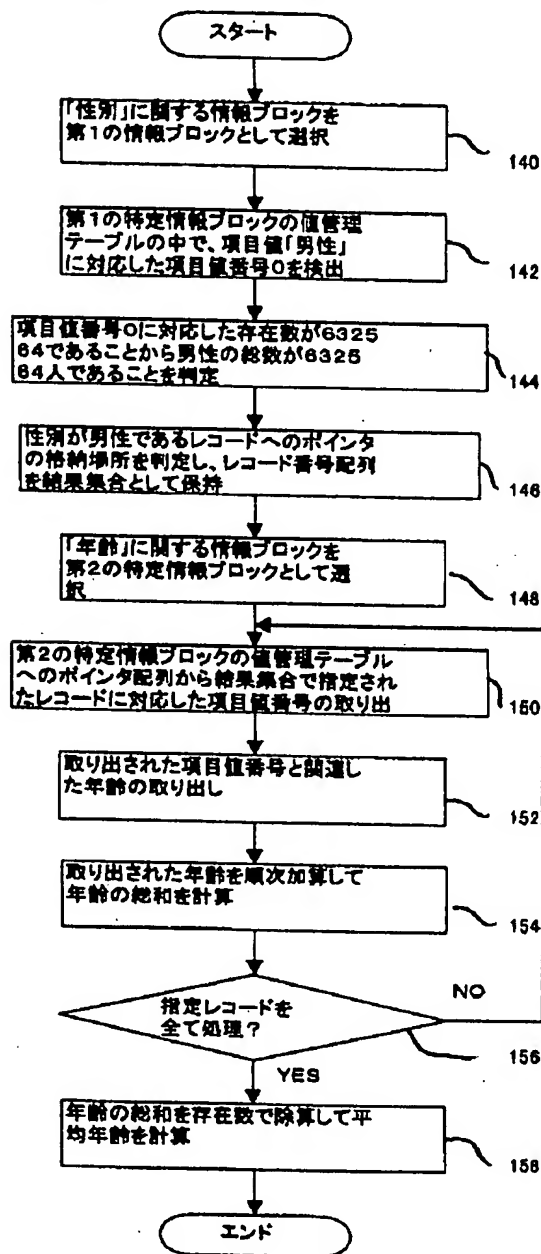 スタート
「性別」に関する情報ブロックを
第1の情報ブロックとして選択
140
第1の特定情報ブロックの値管理
テーブルの中で、項目値「男性」
に対応した項目値番号0を検出
142
項目値番号0に対応した存在数が6325
64であることから男性の総数が6325
64人であることを判定
144
性別が男性であるレコードへのポインタ
の格納場所を判定し、レコード番号配列
を結果集合として保持
146
「年齢」に関する情報ブロックを
第2の特定情報ブロックとして選
択
148
第2の特定情報ブロックの値管理テーブル
へのポインタ配列から結果集合で指定され
たレコードに対応した項目値番号の取り出
150
取り出された項目値番号と関連し
た年齢の取り出し
152
取り出された年齢を順次加算して
年齢の総和を計算
154
指定レコードを
全て処理?
NO
156
YES
年齢の総和を存在数で除算して平
均年齢を計算
158
エンド